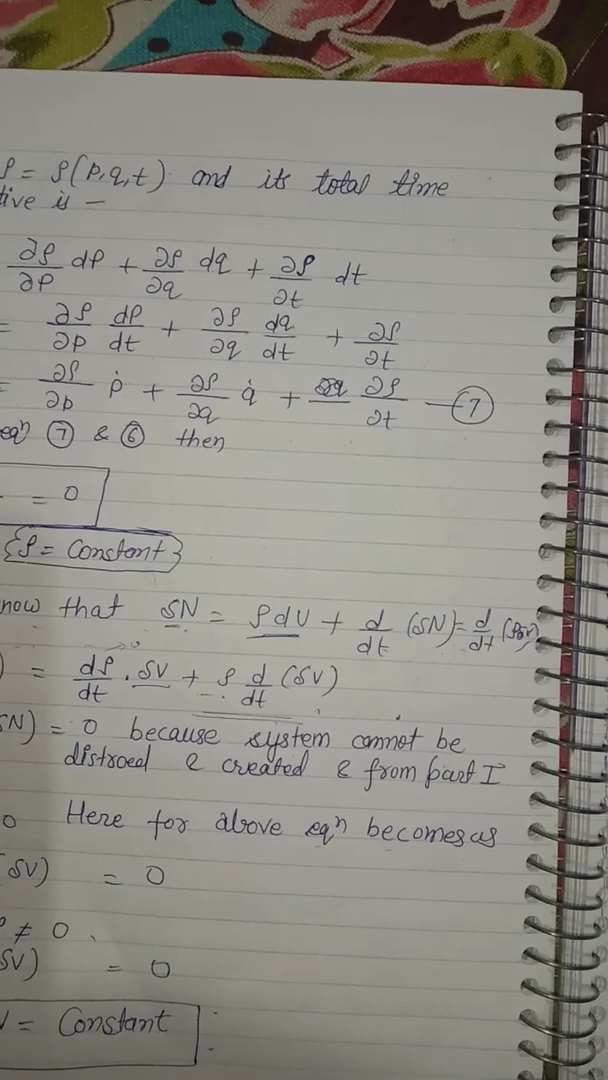 ρ = ρ(p,q,t) and its total time
tive is –
∂ρ/∂p dp + ∂ρ/∂q dq + ∂ρ/∂t dt
= ∂ρ/∂p dp/dt + ∂ρ/∂q dq/dt + ∂ρ/∂t
= ∂ρ/∂p ṗ + ∂ρ/∂q q̇ + ∂ρ/∂t — ⑦
eqn ⑦ & ⑥ then
= 0
{ρ = Constant}
now that δN = ρdV + d/dt (δN) = d/dt (ρδV)
) = dρ/dt . δV + ρ d/dt (δV)
δN) = 0 because system cannot be
distroed & created & from part I
0 Here for above eqn becomes as
(δV) = 0
ρ ≠ 0
δV) = 0
V = Constant